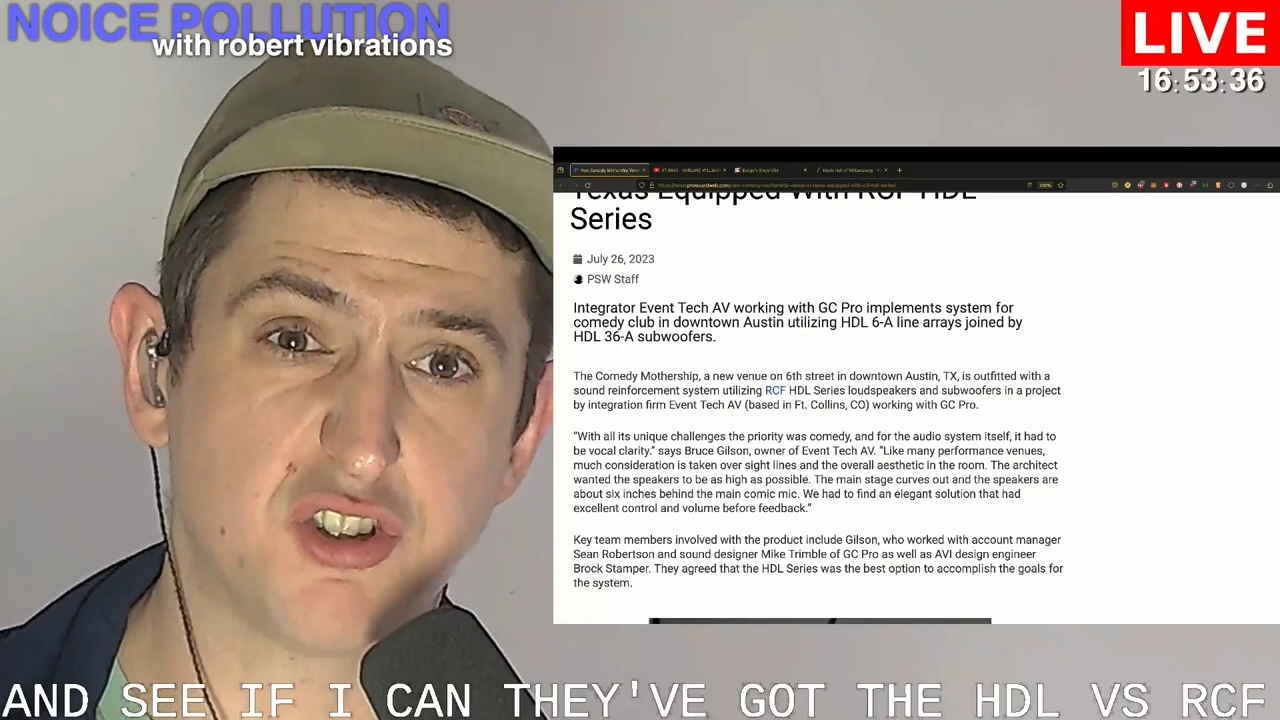 NOICE POLLUTION
with robert vibrations
LIVE
16:53:36
Texas Equipped With RCF HDL
Series
July 26, 2023
PSW Staff
Integrator Event Tech AV working with GC Pro implements system for
comedy club in downtown Austin utilizing HDL 6-A line arrays joined by
HDL 36-A subwoofers.
The Comedy Mothership, a new venue on 6th street in downtown Austin, TX, is outfitted with a
sound reinforcement system utilizing RCF HDL Series loudspeakers and subwoofers in a project
by integration firm Event Tech AV (based in Ft. Collins, CO) working with GC Pro.
“With all its unique challenges the priority was comedy, and for the audio system itself, it had to
be vocal clarity.” says Bruce Gilson, owner of Event Tech AV. “Like many performance venues,
much consideration is taken over sight lines and the overall aesthetic in the room. The architect
wanted the speakers to be as high as possible. The main stage curves out and the speakers are
about six inches behind the main comic mic. We had to find an elegant solution that had
excellent control and volume before feedback.”
Key team members involved with the product include Gilson, who worked with account manager
Sean Robertson and sound designer Mike Trimble of GC Pro as well as AVI design engineer
Brock Stamper. They agreed that the HDL Series was the best option to accomplish the goals for
the system.
AND SEE IF I CAN THEY'VE GOT THE HDL VS RCF